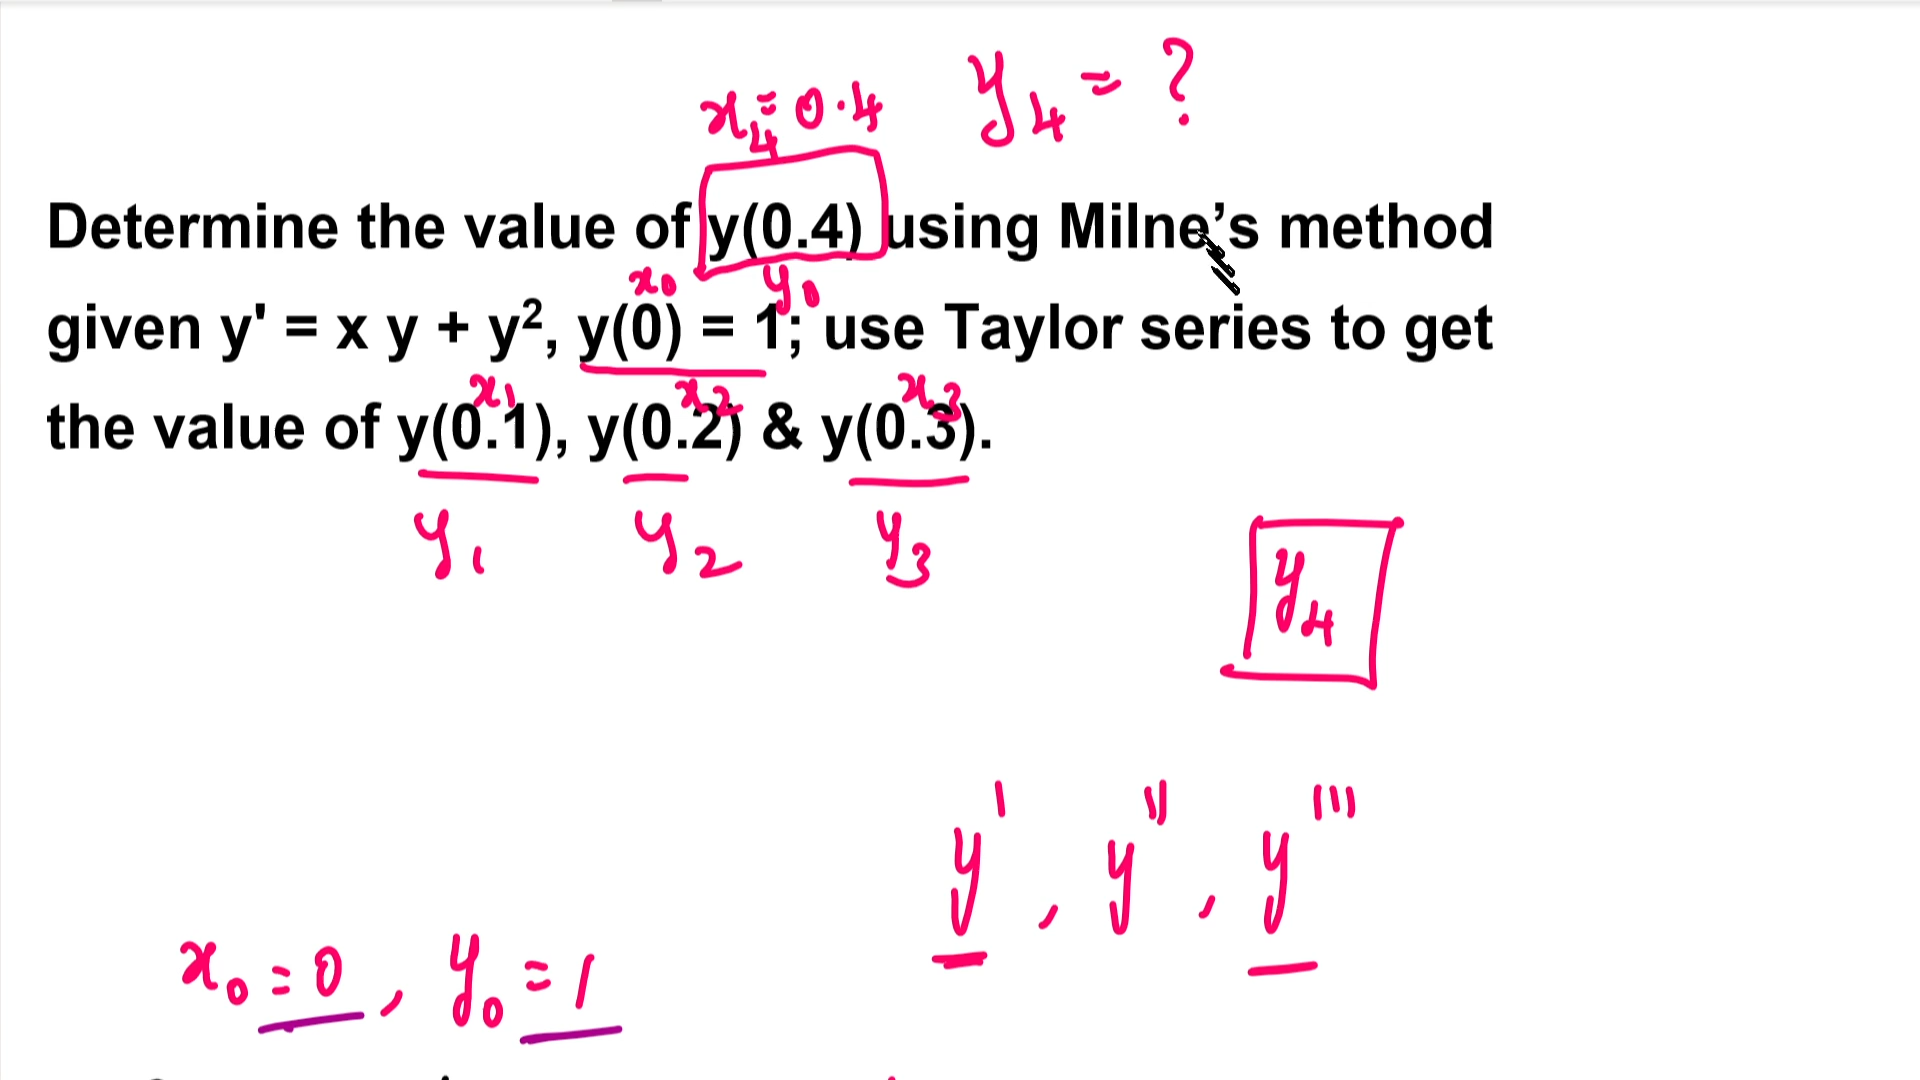 x₄ = 0.4 y₄ = ?
Determine the value of y(0.4) using Milne’s method
x₀ y₀
given y' = x y + y², y(0) = 1; use Taylor series to get
x₁ x₂ x₃
the value of y(0.1), y(0.2) & y(0.3).
y₁ y₂ y₃
y₄
y' , y'' , y'''
x₀ = 0 , y₀ = 1